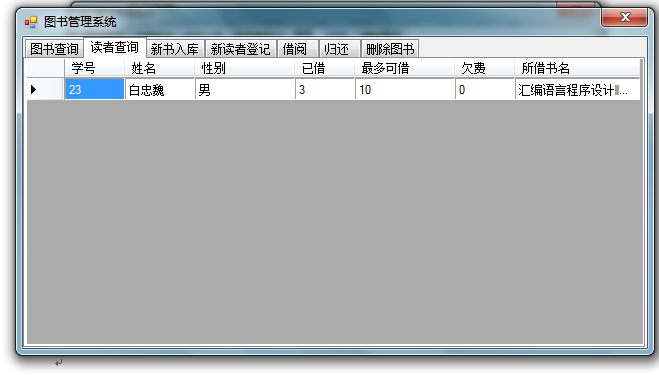 图书管理系统
图书查询 读者查询 新书入库 新读者登记 借阅 归还 删除图书
学号 姓名 性别 已借 最多可借 欠费 所借书名
23 白忠魏 男 3 10 0 汇编语言程序设计...